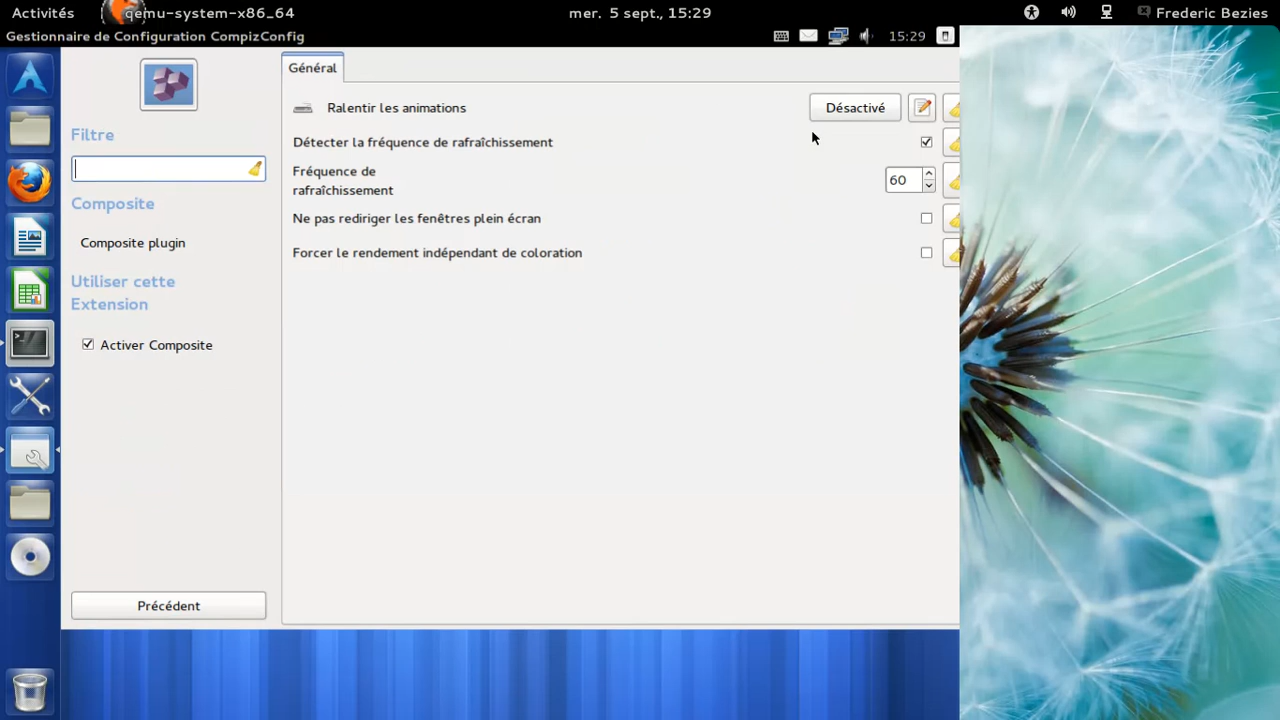 Activités
qemu-system-x86_64
mer. 5 sept., 15:29
Frederic Bezies
Gestionnaire de Configuration CompizConfig
15:29
Général
Filtre
Composite
Composite plugin
Utiliser cette
Extension
Activer Composite
Précédent
Ralentir les animations
Désactivé
Détecter la fréquence de rafraîchissement
Fréquence de
rafraîchissement
60
Ne pas rediriger les fenêtres plein écran
Forcer le rendement indépendant de coloration